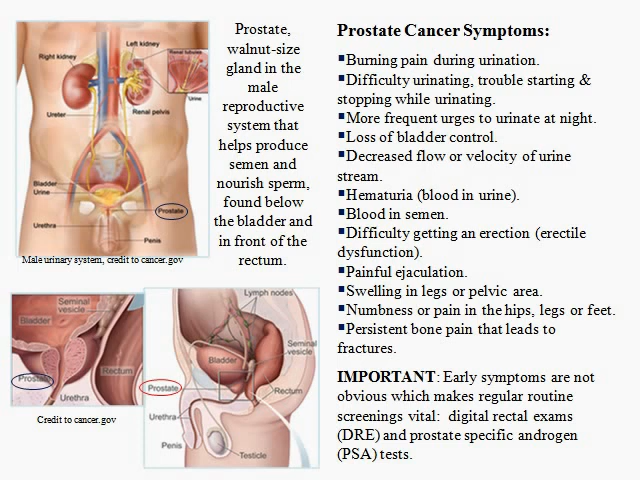 Right kidney
Left kidney
Renal tubules
Urine
Renal pelvis
Ureter
Bladder
Urine
Prostate
Urethra
Penis
Male urinary system, credit to cancer.gov
Prostate,
walnut-size
gland in the
male
reproductive
system that
helps produce
semen and
nourish sperm,
found below
the bladder and
in front of the
rectum.
Seminal
vesicle
Bladder
Prostate
Rectum
Urethra
Credit to cancer.gov
Lymph nodes
Seminal
vesicle
Bladder
Prostate
Rectum
Urethra
Penis
Testicle
Prostate Cancer Symptoms:
▪Burning pain during urination.
▪Difficulty urinating, trouble starting &
stopping while urinating.
▪More frequent urges to urinate at night.
▪Loss of bladder control.
▪Decreased flow or velocity of urine
stream.
▪Hematuria (blood in urine).
▪Blood in semen.
▪Difficulty getting an erection (erectile
dysfunction).
▪Painful ejaculation.
▪Swelling in legs or pelvic area.
▪Numbness or pain in the hips, legs or feet.
▪Persistent bone pain that leads to
fractures.
IMPORTANT: Early symptoms are not
obvious which makes regular routine
screenings vital: digital rectal exams
(DRE) and prostate specific androgen
(PSA) tests.